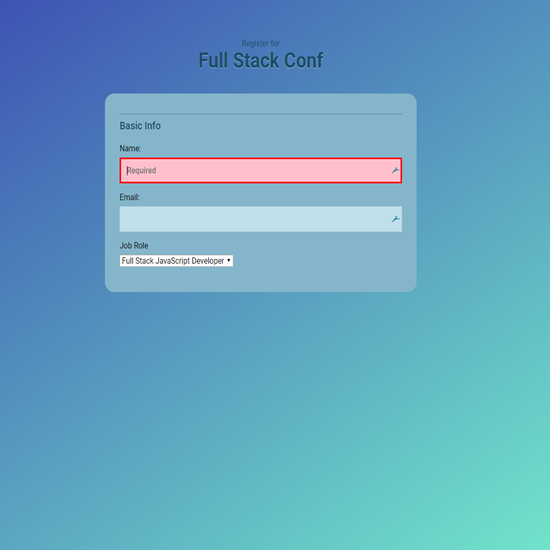 Register for
Full Stack Conf
Basic Info
Name:
Required
Email:
Job Role
Full Stack JavaScript Developer